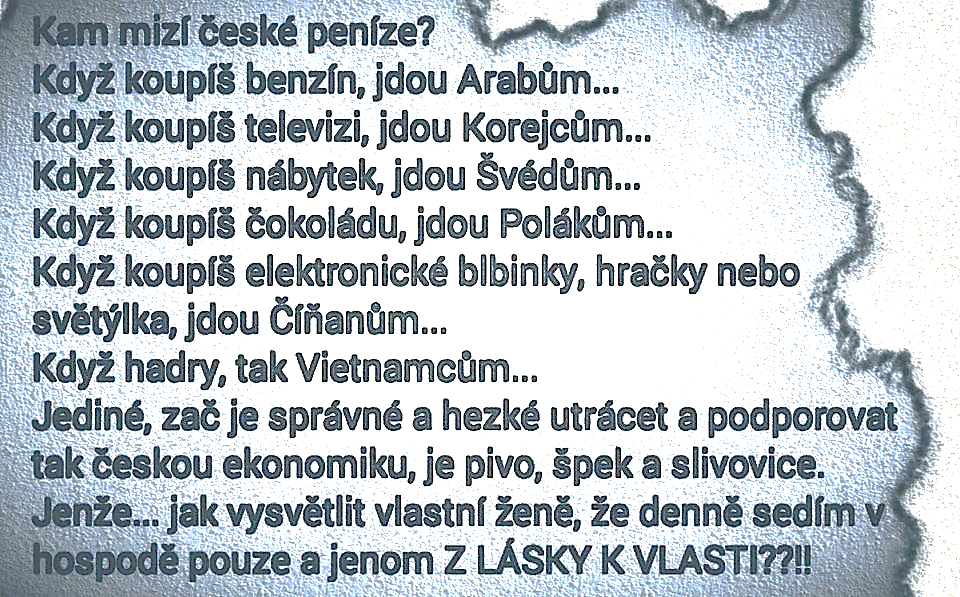 Kam mizí české peníze?
Když koupíš benzín, jdou Arabům...
Když koupíš televizi, jdou Korejcům...
Když koupíš nábytek, jdou Švédům...
Když koupíš čokoládu, jdou Polákům...
Když koupíš elektronické blbinky, hračky nebo
světýlka, jdou Číňanům...
Když hadry, tak Vietnamcům...
Jediné, zač je správné a hezké utrácet a podporovat
tak českou ekonomiku, je pivo, špek a slivovice.
Jenže... jak vysvětlit vlastní ženě, že denně sedím v
hospodě pouze a jenom Z LÁSKY K VLASTI??!!